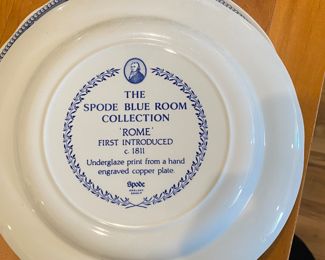 THE
SPODE BLUE ROOM
COLLECTION
'ROME'
FIRST INTRODUCED
c. 1811
Underglaze print from a hand
engraved copper plate
Spode